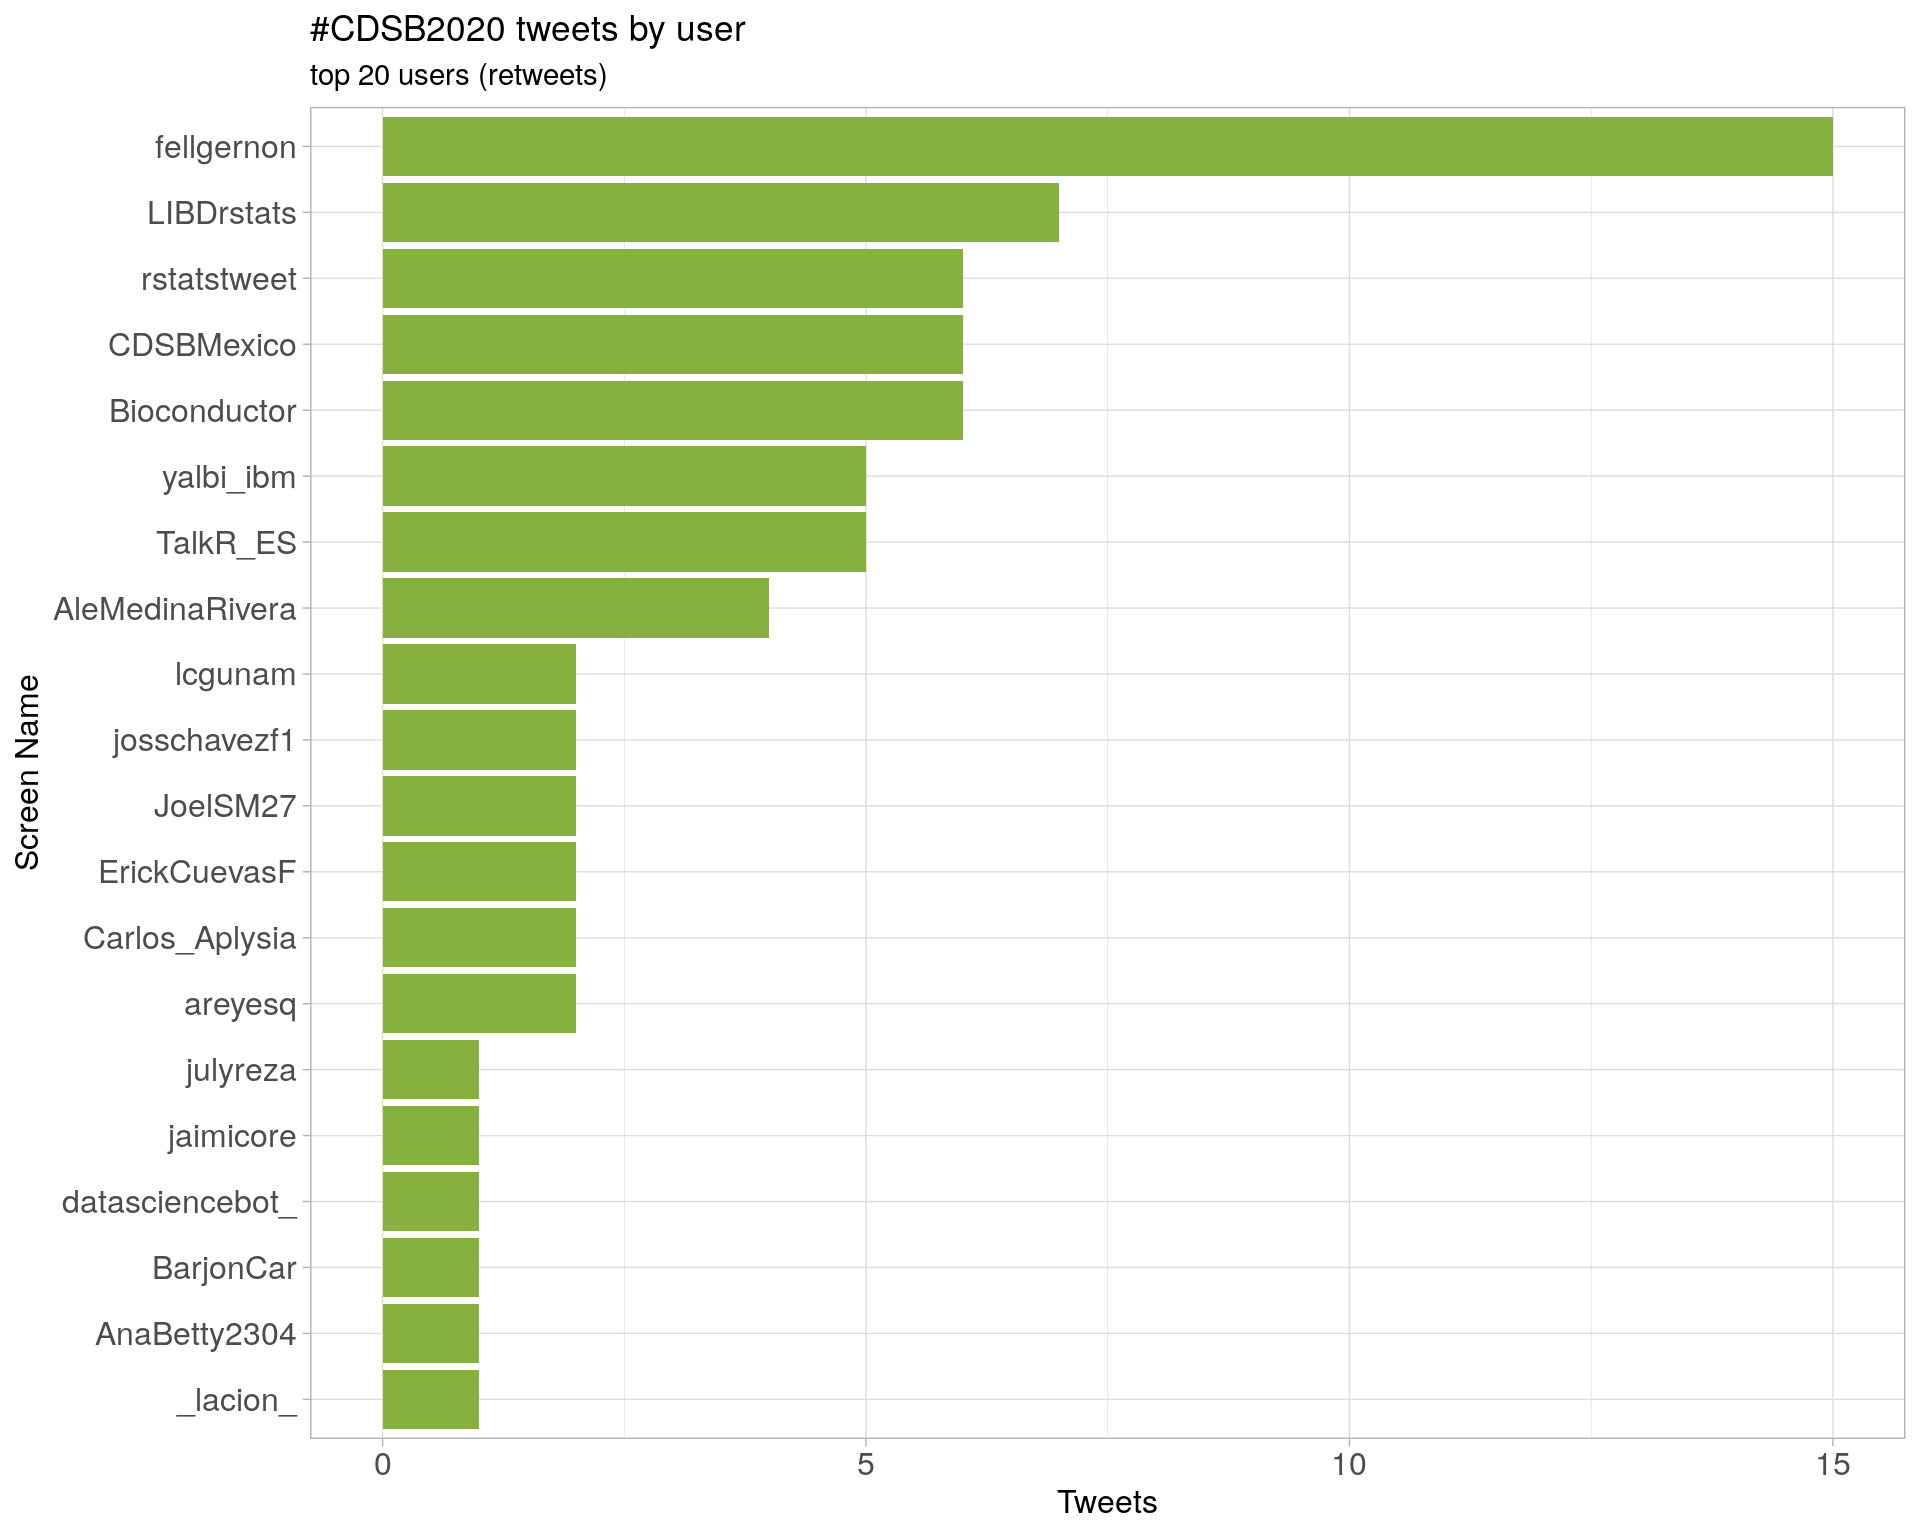 #CDSB2020 tweets by user
top 20 users (retweets)
fellgernon
LIBDrstats
rstatstweet
CDSBMexico
Bioconductor
yalbi_ibm
TalkR_ES
AleMedinaRivera
lcgunam
josschavezf1
JoelSM27
ErickCuevasF
Carlos_Aplysia
areyesq
julyreza
jaimicore
datasciencebot_
BarjonCar
AnaBetty2304
_lacion_
Screen Name
0 5 10 15
Tweets